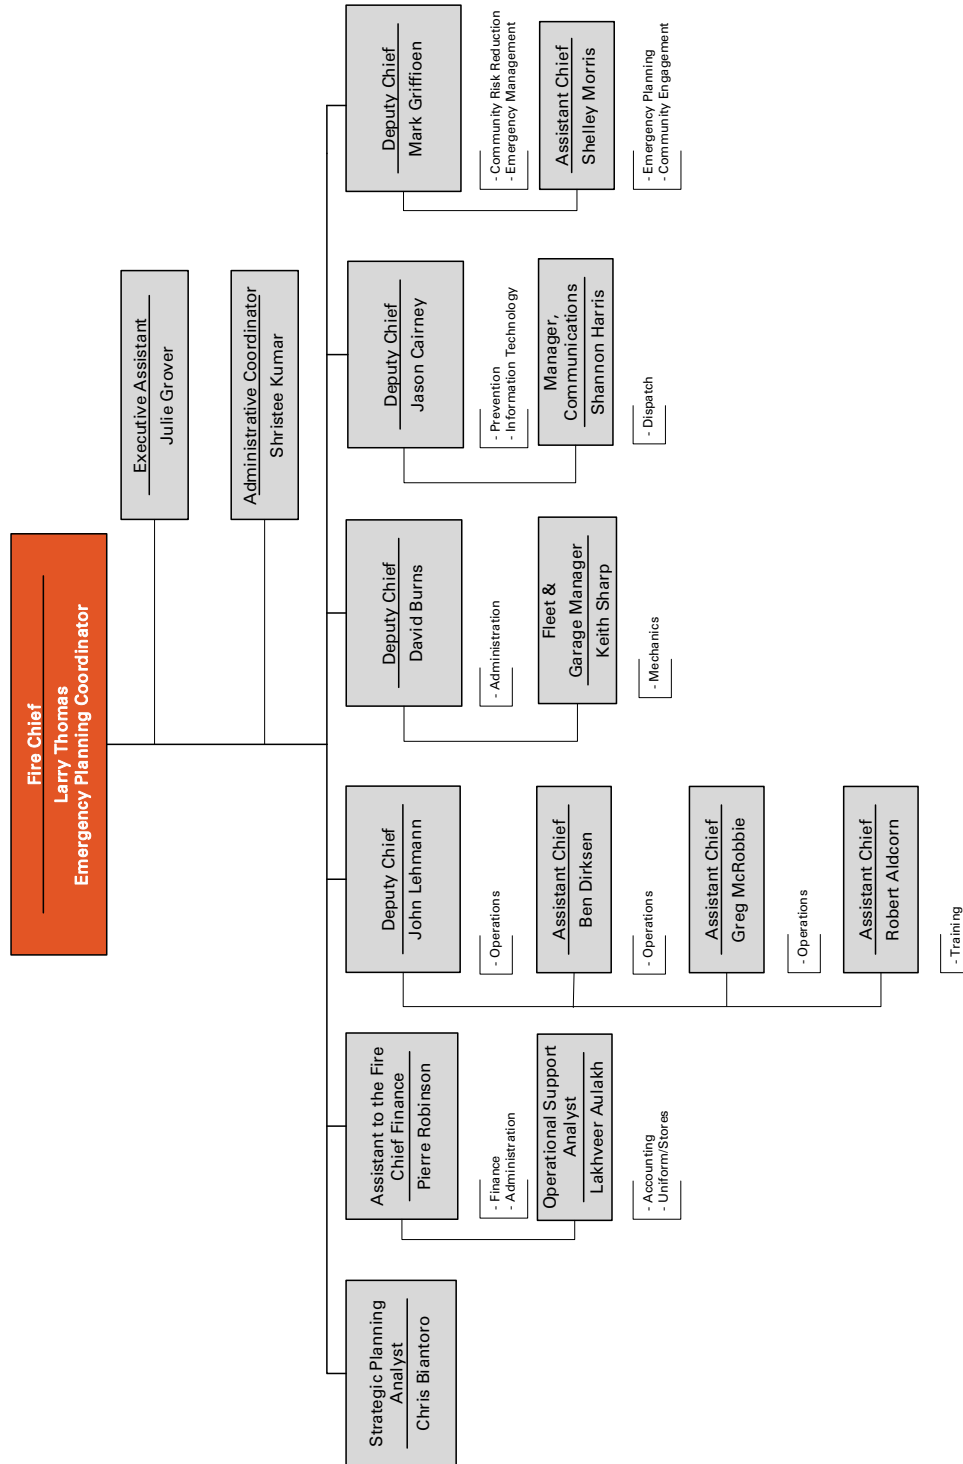 Fire Chief
Larry Thomas
Emergency Planning Coordinator
Executive Assistant
Julie Grover
Administrative Coordinator
Shristee Kumar
Strategic Planning
Analyst
Chris Biantoro
Assistant to the Fire
Chief Finance
Pierre Robinson
- Finance
- Administration
Operational Support
Analyst
Lakhveer Aulakh
- Accounting
- Uniform/Stores
Deputy Chief
John Lehmann
- Operations
Assistant Chief
Ben Dirksen
- Operations
Assistant Chief
Greg McRobbie
- Operations
Assistant Chief
Robert Aldcorn
- Training
Deputy Chief
David Burns
- Administration
Fleet &
Garage Manager
Keith Sharp
- Mechanics
Deputy Chief
Jason Cairney
- Prevention
- Information Technology
Manager,
Communications
Shannon Harris
- Dispatch
Deputy Chief
Mark Griffioen
- Community Risk Reduction
- Emergency Management
Assistant Chief
Shelley Morris
- Emergency Planning
- Community Engagement